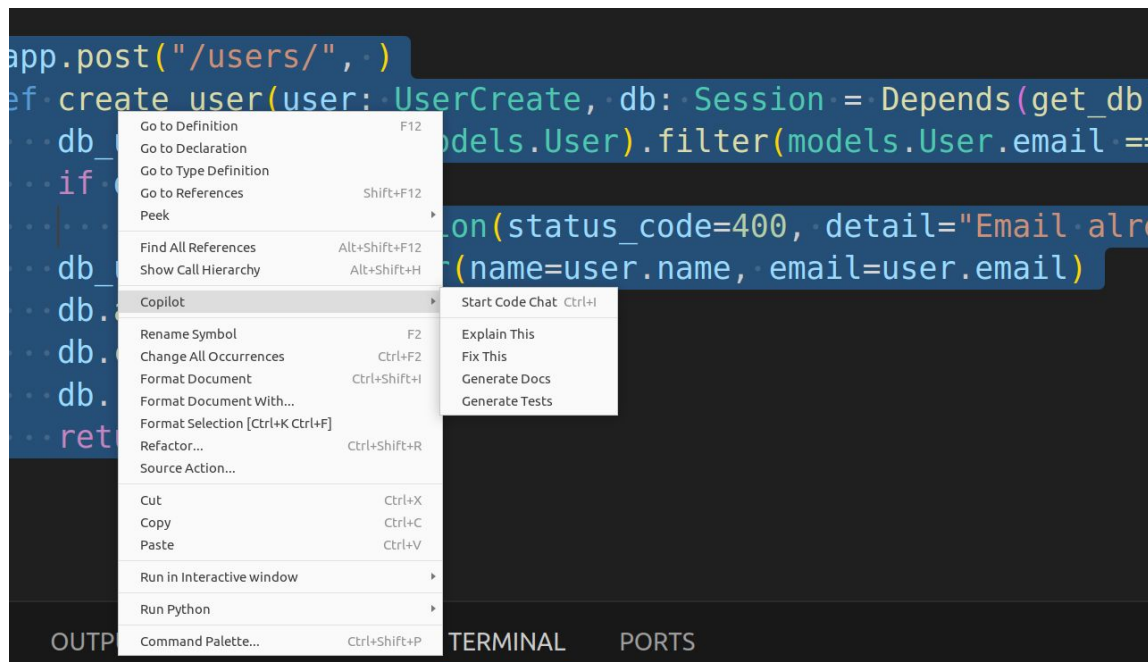 app.post("/users/", )
ef create_user(user: UserCreate, db: Session = Depends(get_db
db_ odels.User).filter(models.User.email ==
if
ion(status_code=400, detail="Email alre
db_ r(name=user.name, email=user.email)
db.
db.
db.
ret
Go to Definition F12
Go to Declaration
Go to Type Definition
Go to References Shift+F12
Peek
Find All References Alt+Shift+F12
Show Call Hierarchy Alt+Shift+H
Copilot
Rename Symbol F2
Change All Occurrences Ctrl+F2
Format Document Ctrl+Shift+I
Format Document With...
Format Selection [Ctrl+K Ctrl+F]
Refactor... Ctrl+Shift+R
Source Action...
Cut Ctrl+X
Copy Ctrl+C
Paste Ctrl+V
Run in Interactive window
Run Python
Command Palette... Ctrl+Shift+P
Start Code Chat Ctrl+I
Explain This
Fix This
Generate Docs
Generate Tests
OUTP TERMINAL PORTS